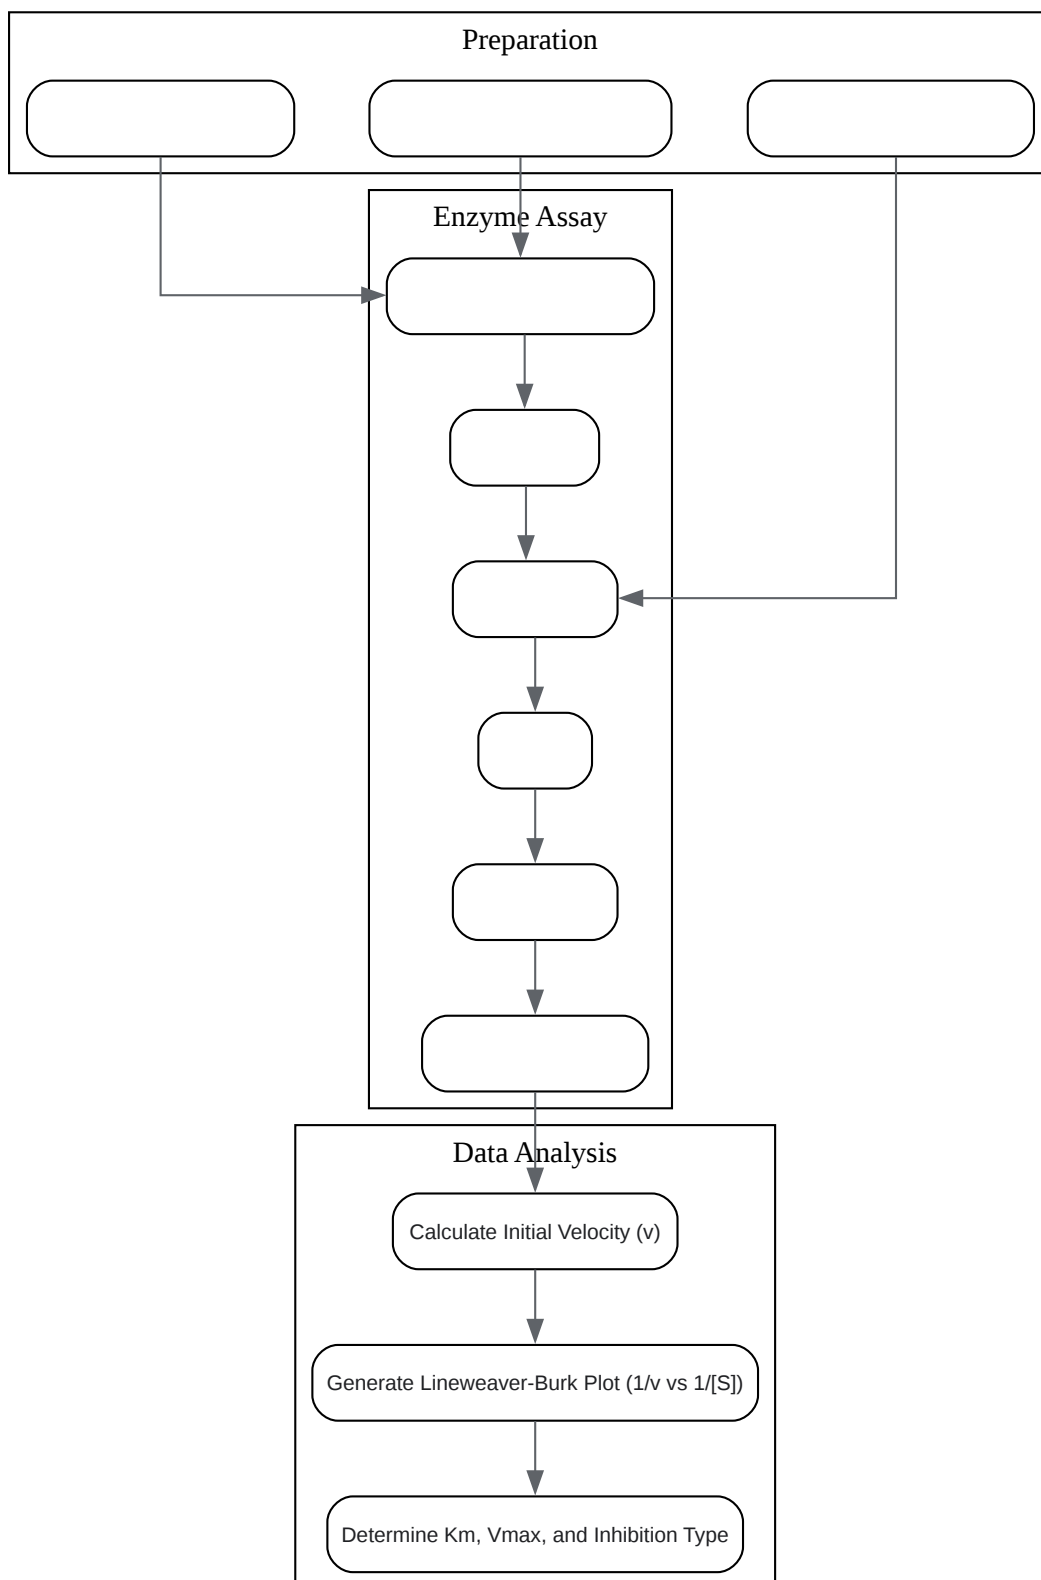 Preparation
Enzyme Assay
Data Analysis
Calculate Initial Velocity (v)
Generate Lineweaver-Burk Plot (1/v vs 1/[S])
Determine Km, Vmax, and Inhibition Type